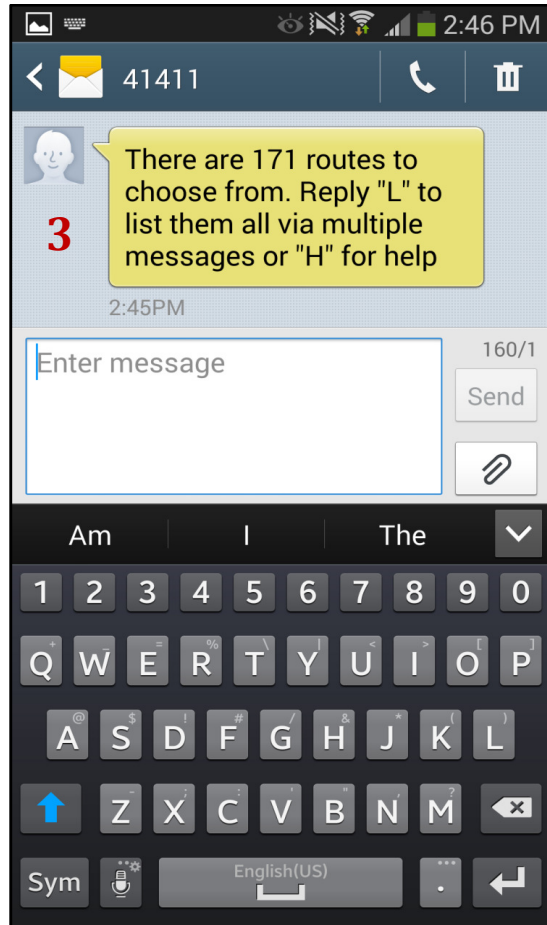 2:46 PM
41411
There are 171 routes to
choose from. Reply "L" to
list them all via multiple
messages or "H" for help
3
2:45PM
Enter message
160/1
Send
Am I The
1 2 3 4 5 6 7 8 9 0
+ _ = % \ | < > [ ]
Q W E R T Y U I O P
@ $ ! # / & * ( )
A S D F G H J K L
- ; : ' " , ?
Z X C V B N M
Sym English(US) .